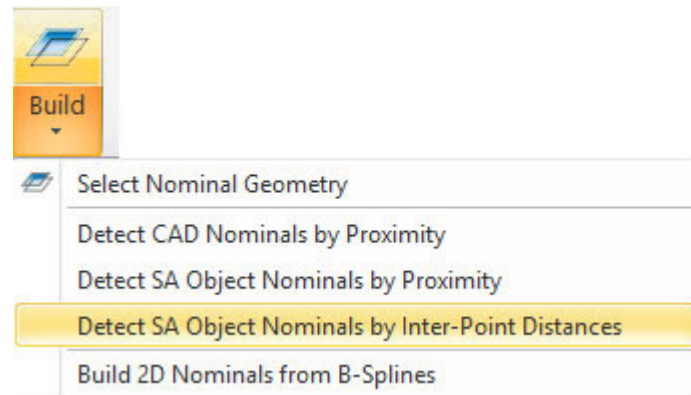 Build
Select Nominal Geometry
Detect CAD Nominals by Proximity
Detect SA Object Nominals by Proximity
Detect SA Object Nominals by Inter-Point Distances
Build 2D Nominals from B-Splines